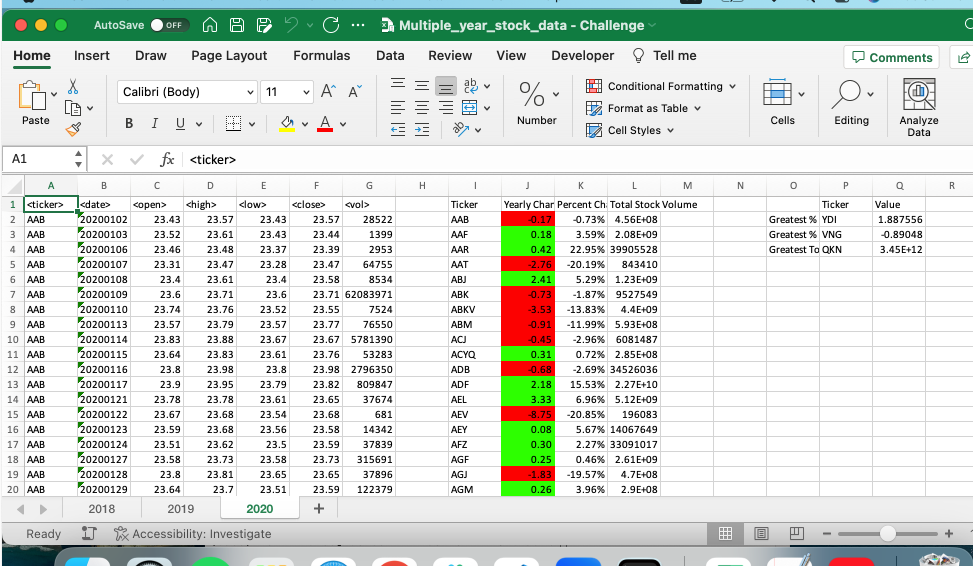 AutoSave OFF ... Multiple_year_stock_data - Challenge
Home Insert Draw Page Layout Formulas Data Review View Developer Tell me Comments
Paste Calibri (Body) 11 A^ A B I U A ab Number Conditional Formatting Format as Table Cell Styles Cells Editing Analyze Data
A1 fx <ticker>
A B C D E F G H I J K L M N O P Q R
1 <ticker> <date> <open> <high> <low> <close> <vol> Ticker Yearly Chan Percent Ch Total Stock Volume Ticker Value
2 AAB 20200102 23.43 23.57 23.43 23.57 28522 AAB -0.17 -0.73% 4.56E+08 Greatest % YDI 1.887556
3 AAB 20200103 23.52 23.61 23.43 23.44 1399 AAF 0.18 3.59% 2.08E+09 Greatest % VNG -0.89048
4 AAB 20200106 23.46 23.48 23.37 23.39 2953 AAR 0.42 22.95% 39905528 Greatest To QKN 3.45E+12
5 AAB 20200107 23.31 23.47 23.28 23.47 64755 AAT -2.76 -20.19% 843410
6 AAB 20200108 23.4 23.61 23.4 23.58 8534 ABJ 2.41 5.29% 1.23E+09
7 AAB 20200109 23.6 23.71 23.6 23.71 62083971 ABK -0.73 -1.87% 9527549
8 AAB 20200110 23.74 23.76 23.52 23.55 7524 ABKV -3.53 -13.83% 4.4E+09
9 AAB 20200113 23.57 23.79 23.57 23.77 76550 ABM -0.91 -11.99% 5.93E+08
10 AAB 20200114 23.83 23.88 23.67 23.67 5781390 ACJ -0.45 -2.96% 6081487
11 AAB 20200115 23.64 23.83 23.61 23.76 53283 ACYQ 0.31 0.72% 2.85E+08
12 AAB 20200116 23.8 23.98 23.8 23.98 2796350 ADB -0.68 -2.69% 34526036
13 AAB 20200117 23.9 23.95 23.79 23.82 809847 ADF 2.18 15.53% 2.27E+10
14 AAB 20200121 23.78 23.78 23.61 23.65 37674 AEL 3.33 6.96% 5.12E+09
15 AAB 20200122 23.67 23.68 23.54 23.68 681 AEV -8.75 -20.85% 196083
16 AAB 20200123 23.59 23.68 23.56 23.58 14342 AEY 0.08 5.67% 14067649
17 AAB 20200124 23.51 23.62 23.5 23.59 37839 AFZ 0.30 2.27% 33091017
18 AAB 20200127 23.58 23.73 23.58 23.73 315691 AGF 0.25 0.46% 2.61E+09
19 AAB 20200128 23.8 23.81 23.65 23.65 37896 AGJ -1.83 -19.57% 4.7E+08
20 AAB 20200129 23.64 23.7 23.51 23.59 122379 AGM 0.26 3.96% 2.9E+08
2018 2019 2020 +
Ready Accessibility: Investigate − +